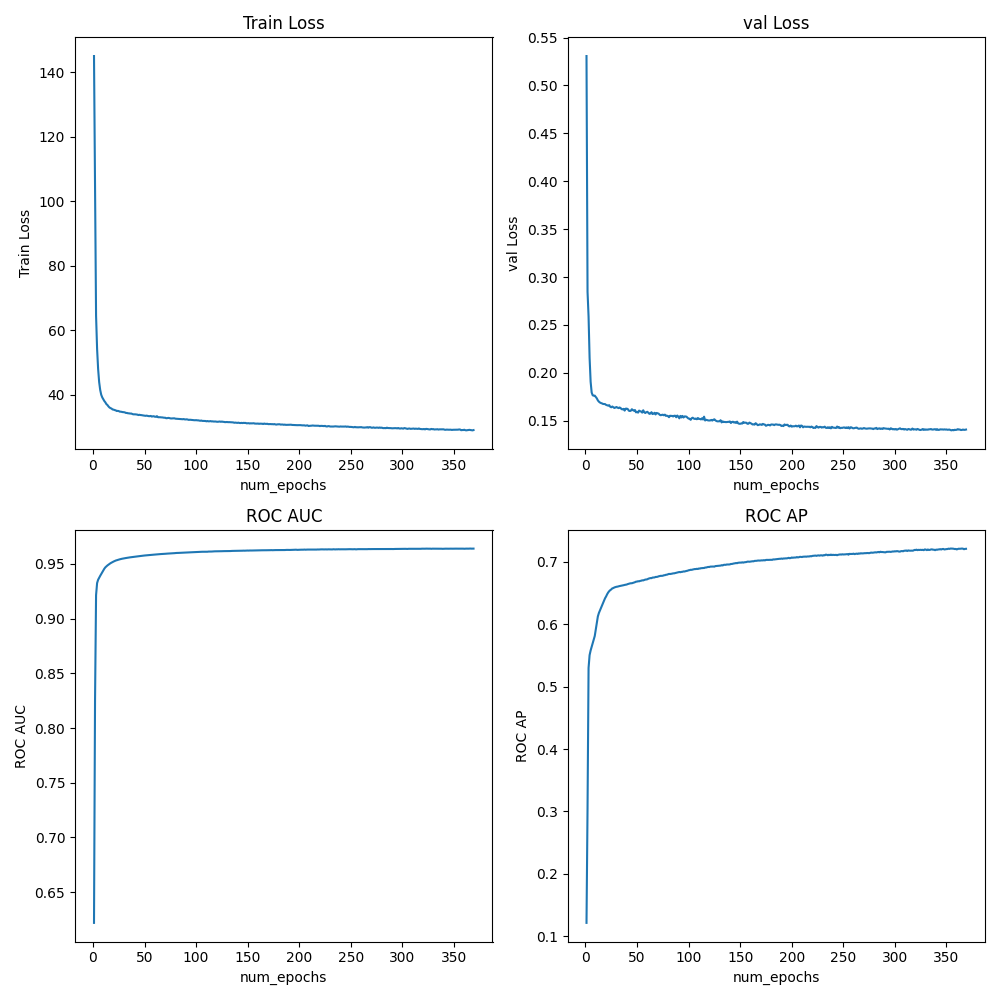 Train Loss
140
120
100
80
60
40
Train Loss
0 50 100 150 200 250 300 350
num_epochs
val Loss
0.55
0.50
0.45
0.40
0.35
0.30
0.25
0.20
0.15
val Loss
0 50 100 150 200 250 300 350
num_epochs
ROC AUC
0.95
0.90
0.85
0.80
0.75
0.70
0.65
ROC AUC
0 50 100 150 200 250 300 350
num_epochs
ROC AP
0.7
0.6
0.5
0.4
0.3
0.2
0.1
ROC AP
0 50 100 150 200 250 300 350
num_epochs